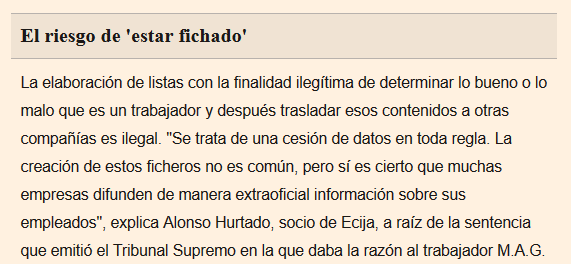 El riesgo de 'estar fichado'
La elaboración de listas con la finalidad ilegítima de determinar lo bueno o lo
malo que es un trabajador y después trasladar esos contenidos a otras
compañías es ilegal. "Se trata de una cesión de datos en toda regla. La
creación de estos ficheros no es común, pero sí es cierto que muchas
empresas difunden de manera extraoficial información sobre sus
empleados", explica Alonso Hurtado, socio de Ecija, a raíz de la sentencia
que emitió el Tribunal Supremo en la que daba la razón al trabajador M.A.G.